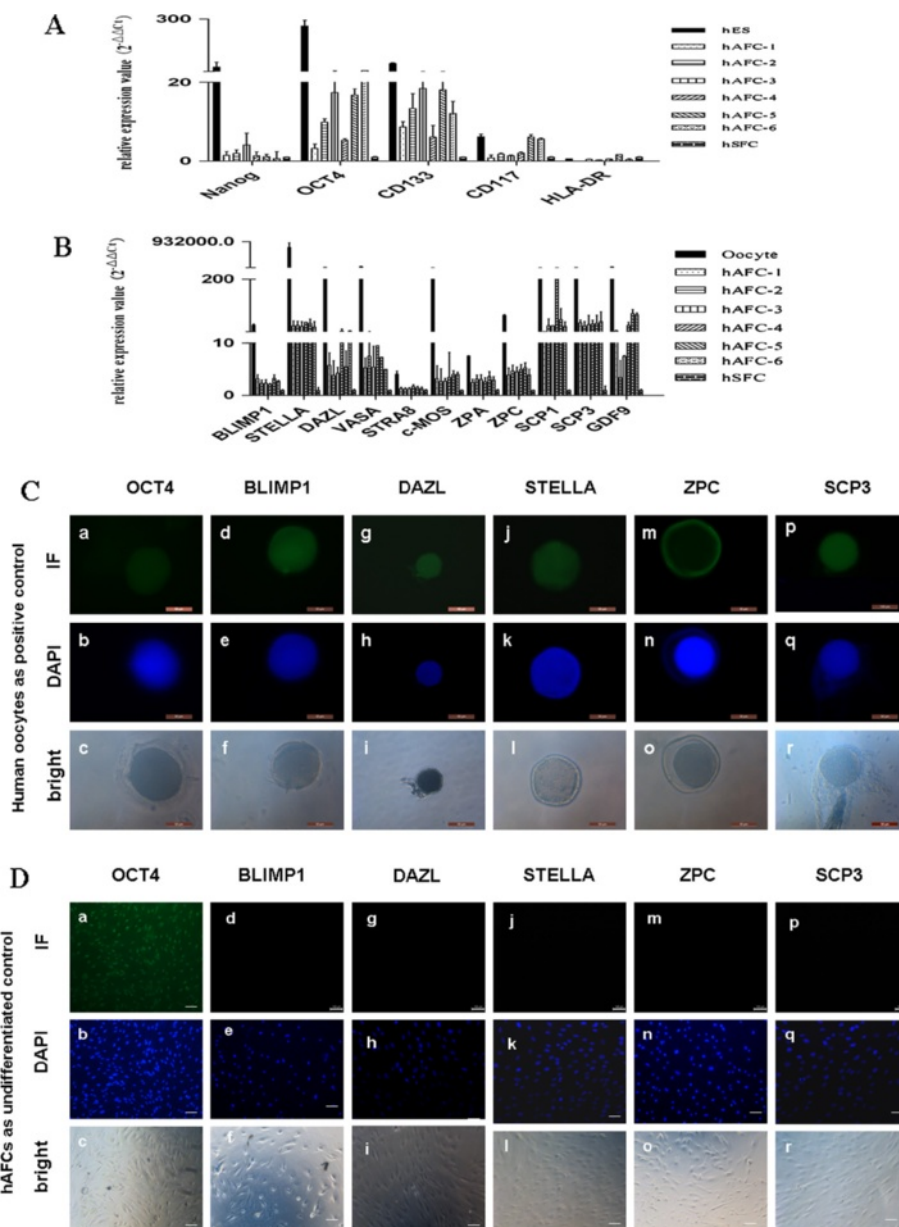 A
relative expression value (2^-△△Ct)
300
20
0
Nanog
OCT4
CD133
CD117
HLA-DR
hES
hAFC-1
hAFC-2
hAFC-3
hAFC-4
hAFC-5
hAFC-6
hSFC
B
relative expression value (2^-△△Ct)
932000.0
200
10
0
BLIMP1
STELLA
DAZL
VASA
STRA8
c-MOS
ZPA
ZPC
SCP1
SCP3
GDF9
Oocyte
hAFC-1
hAFC-2
hAFC-3
hAFC-4
hAFC-5
hAFC-6
hSFC
C
OCT4 BLIMP1 DAZL STELLA ZPC SCP3
Human oocytes as positive control
IF
a d g j m p
DAPI
b e h k n q
bright
c f i l o r
D
OCT4 BLIMP1 DAZL STELLA ZPC SCP3
hAFCs as undifferentiated control
IF
a d g j m p
DAPI
b e h k n q
bright
c f i l o r